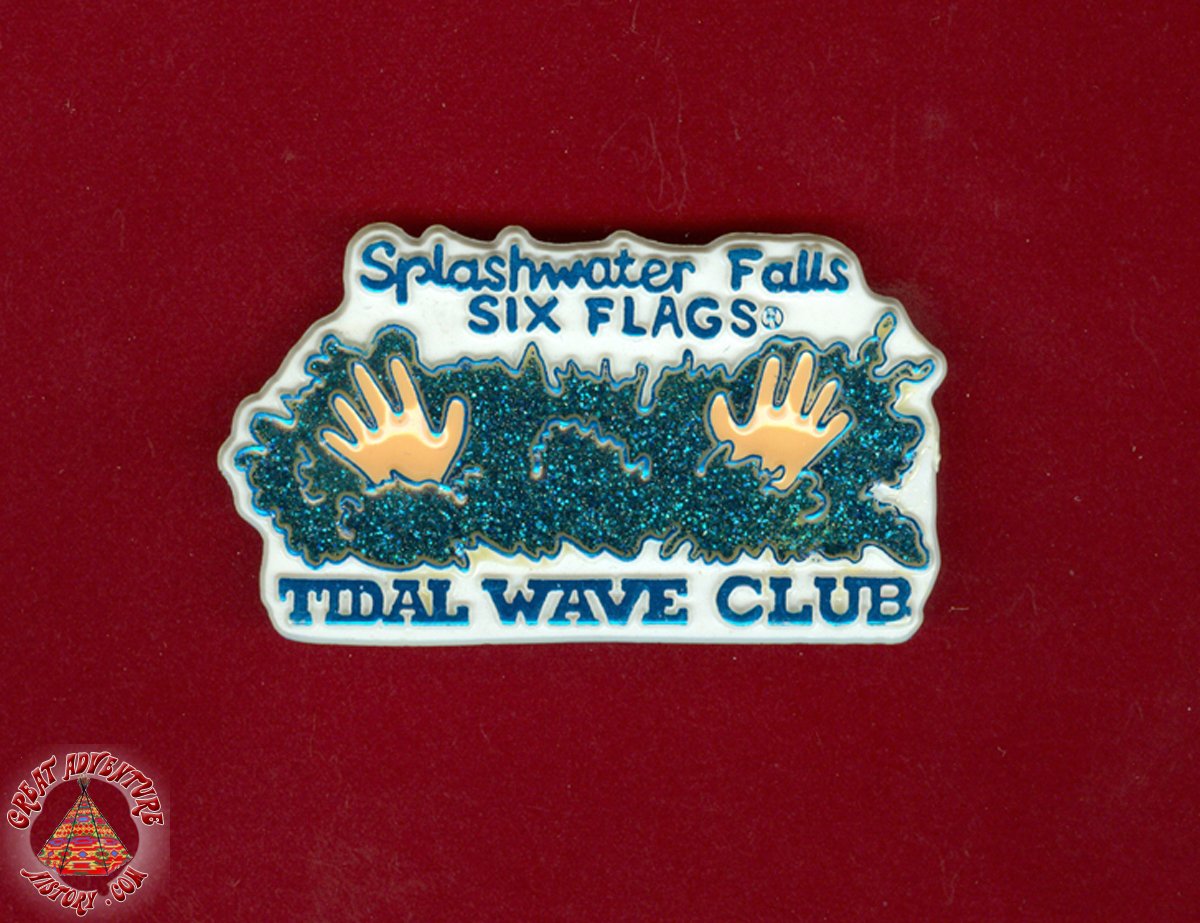 Splashwater Falls
SIX FLAGS®
TIDAL WAVE CLUB
GREAT ADVENTURE
HISTORY.COM